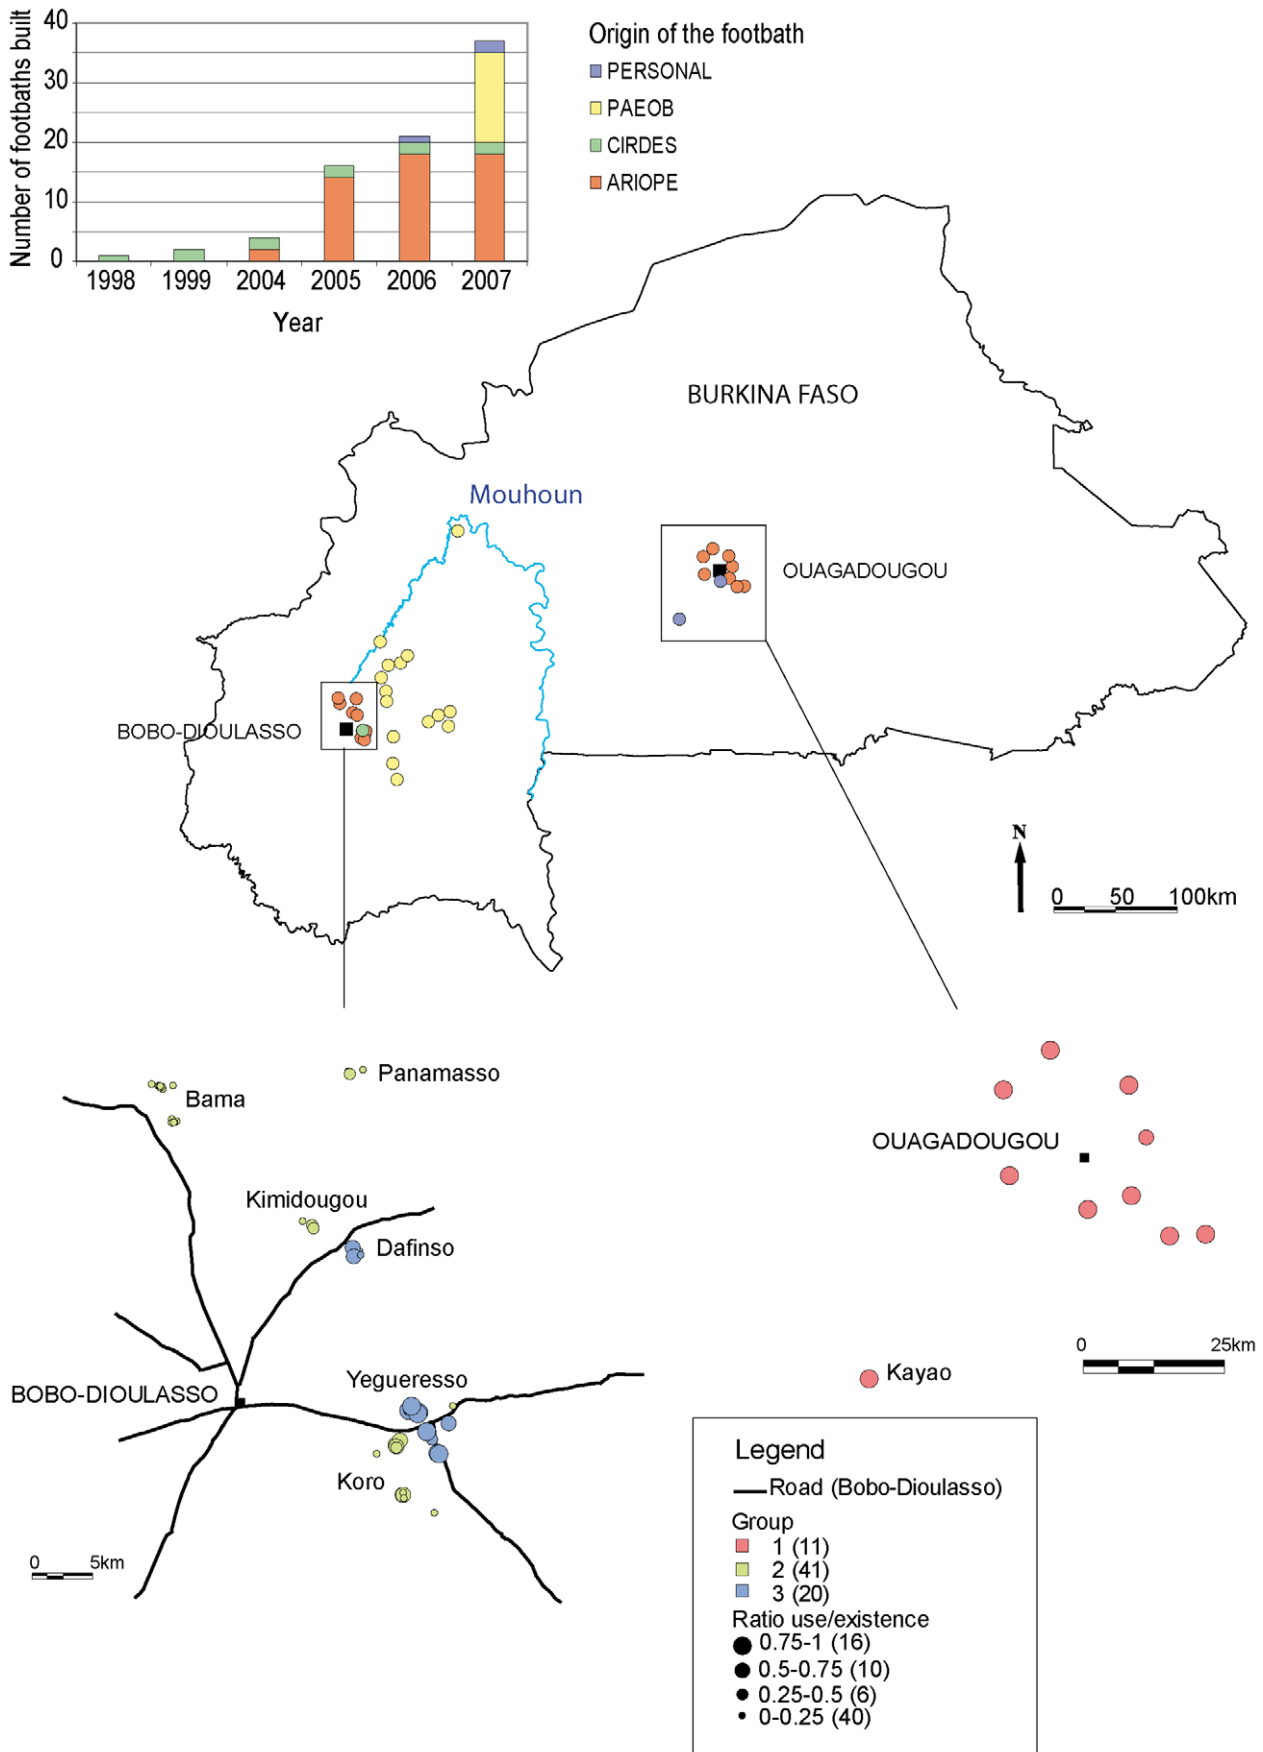 Number of footbaths built
40
30
20
10
0
1998 1999 2004 2005 2006 2007
Year
Origin of the footbath
PERSONAL
PAEOB
CIRDES
ARIOPE
BURKINA FASO
Mouhoun
OUAGADOUGOU
BOBO-DIOULASSO
N
0 50 100km
Panamasso
Bama
Kimidougou
Dafinso
Yegueresso
BOBO-DIOULASSO
Koro
0 5km
OUAGADOUGOU
0 25km
Kayao
Legend
Road (Bobo-Dioulasso)
Group
1 (11)
2 (41)
3 (20)
Ratio use/existence
0.75-1 (16)
0.5-0.75 (10)
0.25-0.5 (6)
0-0.25 (40)